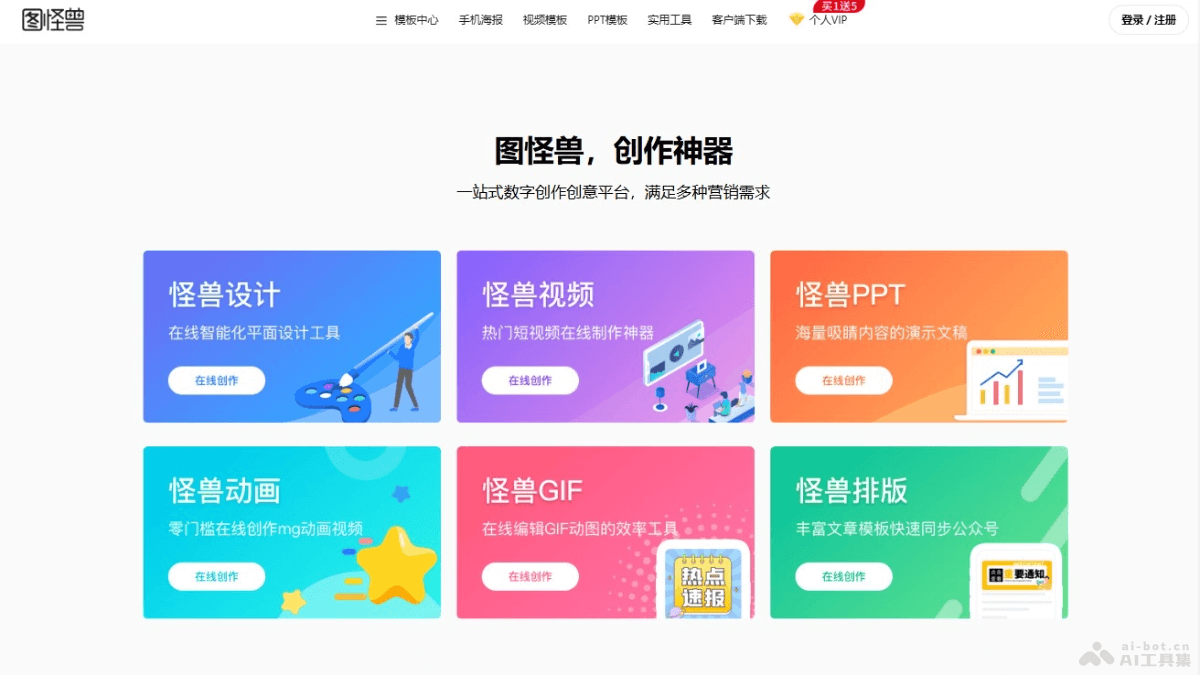 图怪兽
模板中心 手机海报 视频模板 PPT模板 实用工具 客户端下载 个人VIP 买1送5 登录 / 注册
图怪兽，创作神器
一站式数字创作创意平台，满足多种营销需求
怪兽设计
在线智能化平面设计工具
在线创作
怪兽视频
热门短视频在线制作神器
在线创作
怪兽PPT
海量吸睛内容的演示文稿
在线创作
怪兽动画
零门槛在线创作mg动画视频
在线创作
怪兽GIF
在线编辑GIF动图的效率工具
在线创作
热点
速报
怪兽排版
丰富文章模板快速同步公众号
在线创作
重要通知
ai-bot.cn
AI工具集